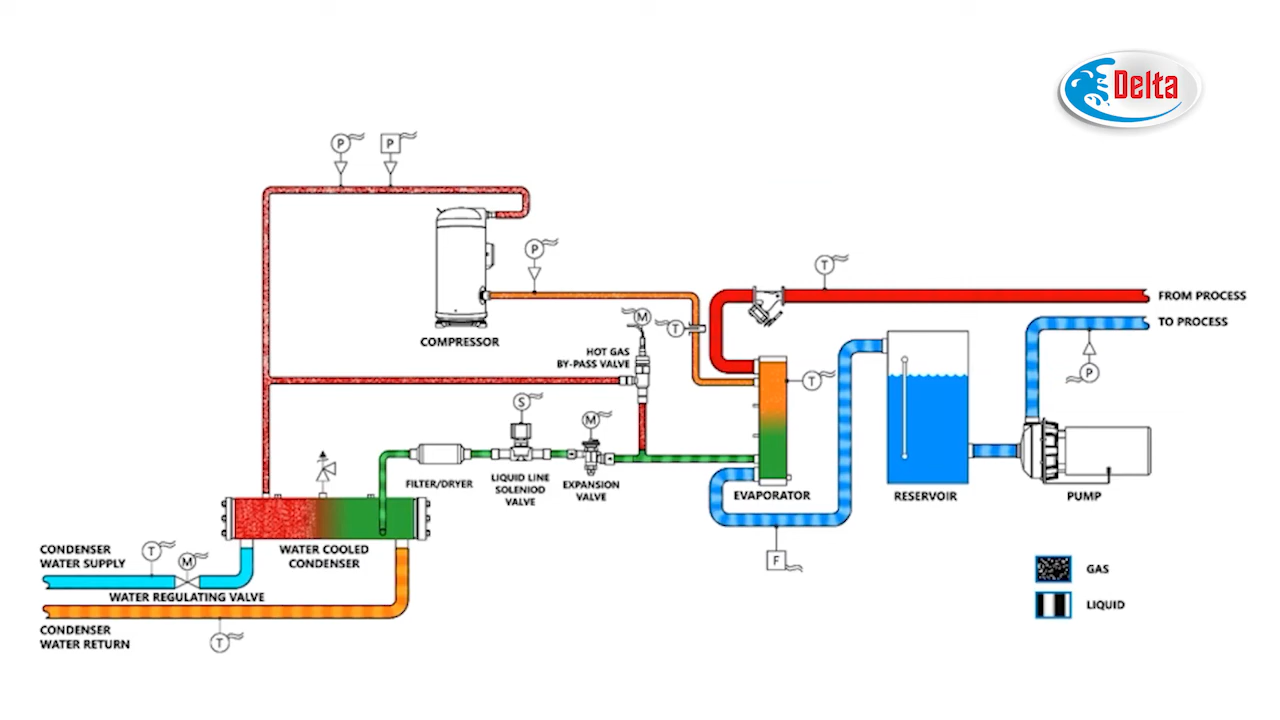 Delta
P
P
COMPRESSOR
P
T
FROM PROCESS
TO PROCESS
M
T
HOT GAS
BY-PASS VALVE
T
P
S
M
FILTER/DRYER
LIQUID LINE
SOLENIOD
VALVE
EXPANSION
VALVE
EVAPORATOR
RESERVOIR
PUMP
F
CONDENSER
WATER SUPPLY
T
M
WATER COOLED
CONDENSER
WATER REGULATING VALVE
CONDENSER
WATER RETURN
T
GAS
LIQUID